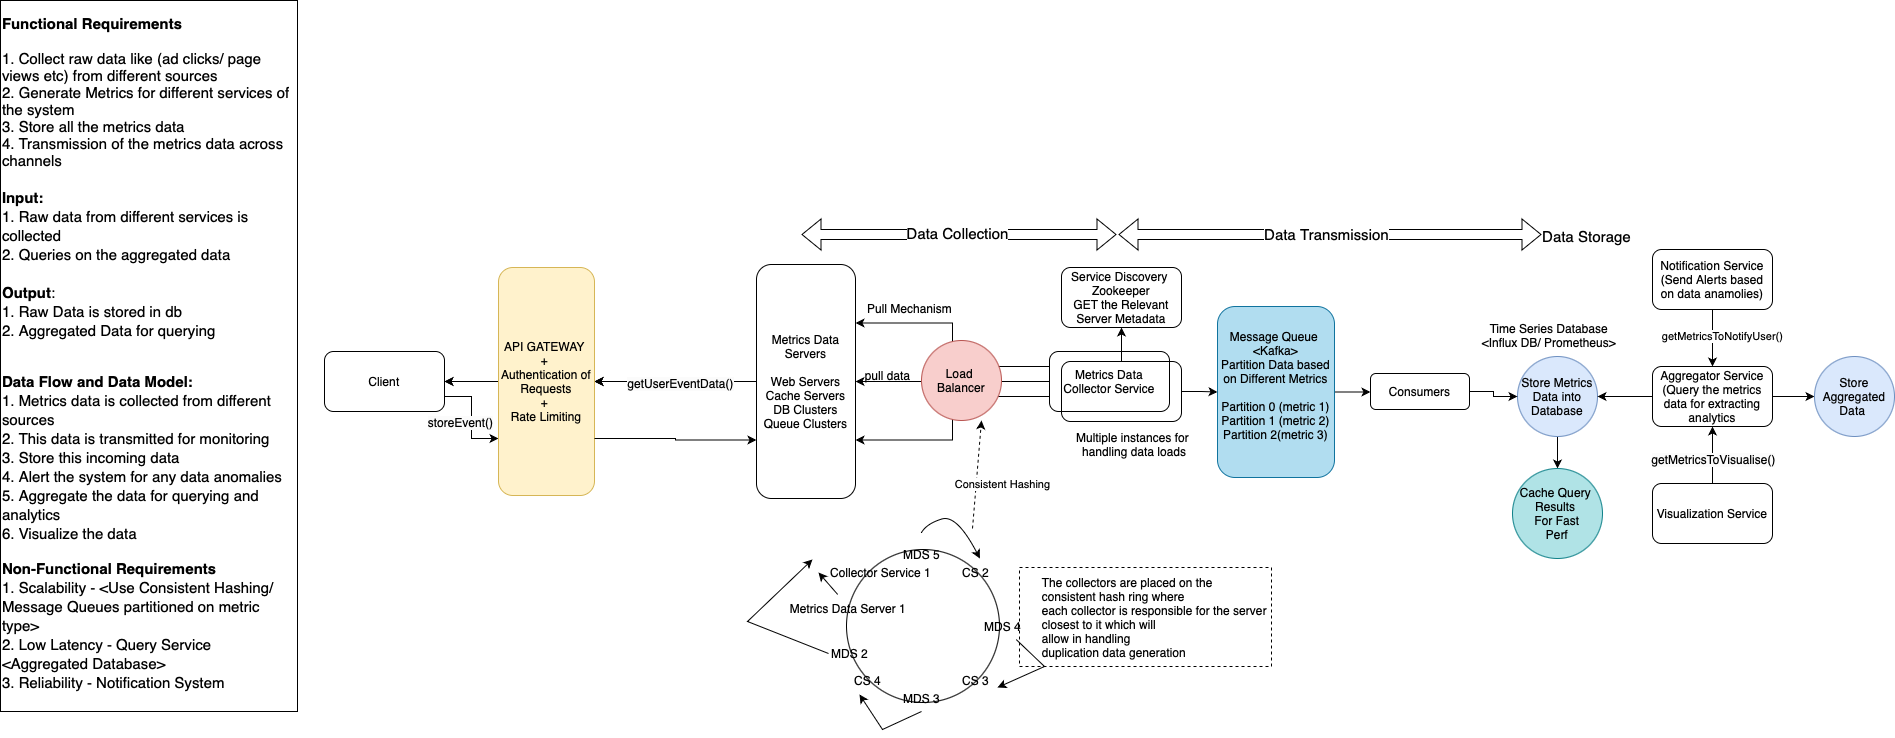 Functional Requirements
1. Collect raw data like (ad clicks/ page
views etc) from different sources
2. Generate Metrics for different services of
the system
3. Store all the metrics data
4. Transmission of the metrics data across
channels
Input:
1. Raw data from different services is
collected
2. Queries on the aggregated data
Output:
1. Raw Data is stored in db
2. Aggregated Data for querying
Data Flow and Data Model:
1. Metrics data is collected from different
sources
2. This data is transmitted for monitoring
3. Store this incoming data
4. Alert the system for any data anomalies
5. Aggregate the data for querying and
analytics
6. Visualize the data
Non-Functional Requirements
1. Scalability - <Use Consistent Hashing/
Message Queues partitioned on metric
type>
2. Low Latency - Query Service
<Aggregated Database>
3. Reliability - Notification System
Data Collection
Data Transmission
Data Storage
Client
storeEvent()
API GATEWAY
+
Authentication of
Requests
+
Rate Limiting
getUserEventData()
Metrics Data
Servers
Web Servers
Cache Servers
DB Clusters
Queue Clusters
Pull Mechanism
pull data
Load
Balancer
Service Discovery
Zookeeper
GET the Relevant
Server Metadata
Metrics Data
Collector Service
Multiple instances for
handling data loads
Message Queue
<Kafka>
Partition Data based
on Different Metrics
Partition 0 (metric 1)
Partition 1 (metric 2)
Partition 2(metric 3)
Consumers
Time Series Database
<Influx DB/ Prometheus>
Store Metrics
Data into
Database
Cache Query
Results
For Fast
Perf
Notification Service
(Send Alerts based
on data anamolies)
getMetricsToNotifyUser()
Aggregator Service
(Query the metrics
data for extracting
analytics
getMetricsToVisualise()
Visualization Service
Store
Aggregated
Data
Consistent Hashing
MDS 5
Collector Service 1
CS 2
Metrics Data Server 1
MDS 4
MDS 2
CS 4
CS 3
MDS 3
The collectors are placed on the
consistent hash ring where
each collector is responsible for the server
closest to it which will
allow in handling
duplication data generation